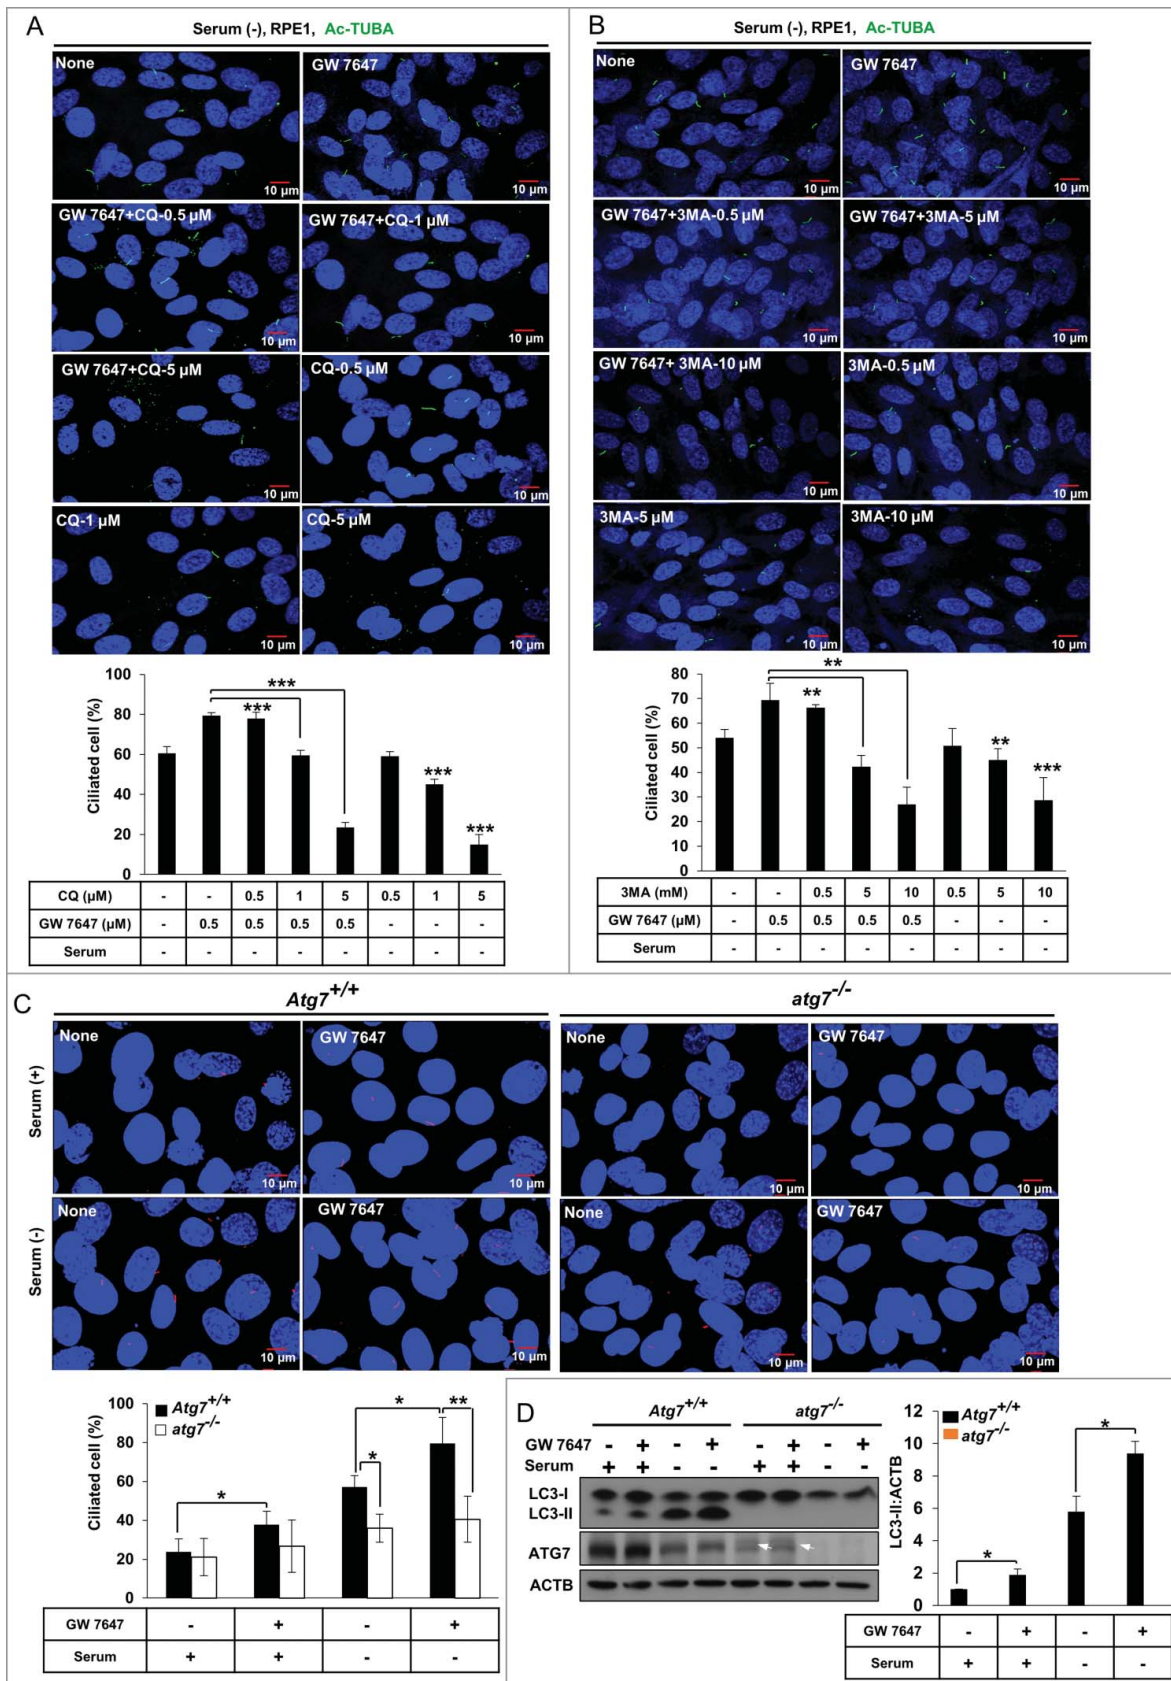 A
Serum (-), RPE1, Ac-TUBA
None
GW 7647
10 µm
10 µm
GW 7647+CQ-0.5 µM
GW 7647+CQ-1 µM
10 µm
10 µm
GW 7647+CQ-5 µM
CQ-0.5 µM
10 µm
10 µm
CQ-1 µM
CQ-5 µM
10 µm
10 µm
100
80
60
40
20
0
Ciliated cell (%)
***
***
***
***
CQ (µM) - - 0.5 1 5 0.5 1 5
GW 7647 (µM) - 0.5 0.5 0.5 0.5 - - -
Serum - - - - - - - -
B
Serum (-), RPE1, Ac-TUBA
None
GW 7647
10 µm
10 µm
GW 7647+3MA-0.5 µM
GW 7647+3MA-5 µM
10 µm
10 µm
GW 7647+ 3MA-10 µM
3MA-0.5 µM
10 µm
10 µm
3MA-5 µM
3MA-10 µM
10 µm
10 µm
80
70
60
50
40
30
20
10
0
Ciliated cell (%)
**
**
**
***
3MA (mM) - - 0.5 5 10 0.5 5 10
GW 7647 (µM) - 0.5 0.5 0.5 0.5 - - -
Serum - - - - - - - -
C
Atg7+/+
atg7-/-
Serum (+)
None
GW 7647
None
GW 7647
10 µm
10 µm
10 µm
10 µm
Serum (-)
None
GW 7647
None
GW 7647
10 µm
10 µm
10 µm
10 µm
100
80
60
40
20
0
Ciliated cell (%)
Atg7+/+
atg7-/-
*
*
*
**
GW 7647 - + - +
Serum + + - -
D
Atg7+/+
atg7-/-
GW 7647 - + - + - + - +
Serum + + - - + + - -
LC3-I
LC3-II
ATG7
ACTB
12
10
8
6
4
2
0
LC3-II:ACTB
Atg7+/+
atg7-/-
*
*
GW 7647 - + - +
Serum + + - -